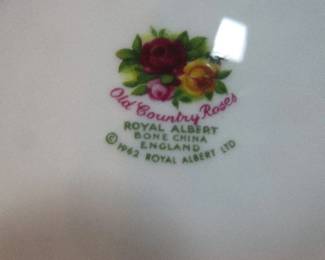 Old Country Roses
ROYAL ALBERT
BONE CHINA
ENGLAND
© 1962 ROYAL ALBERT LTD